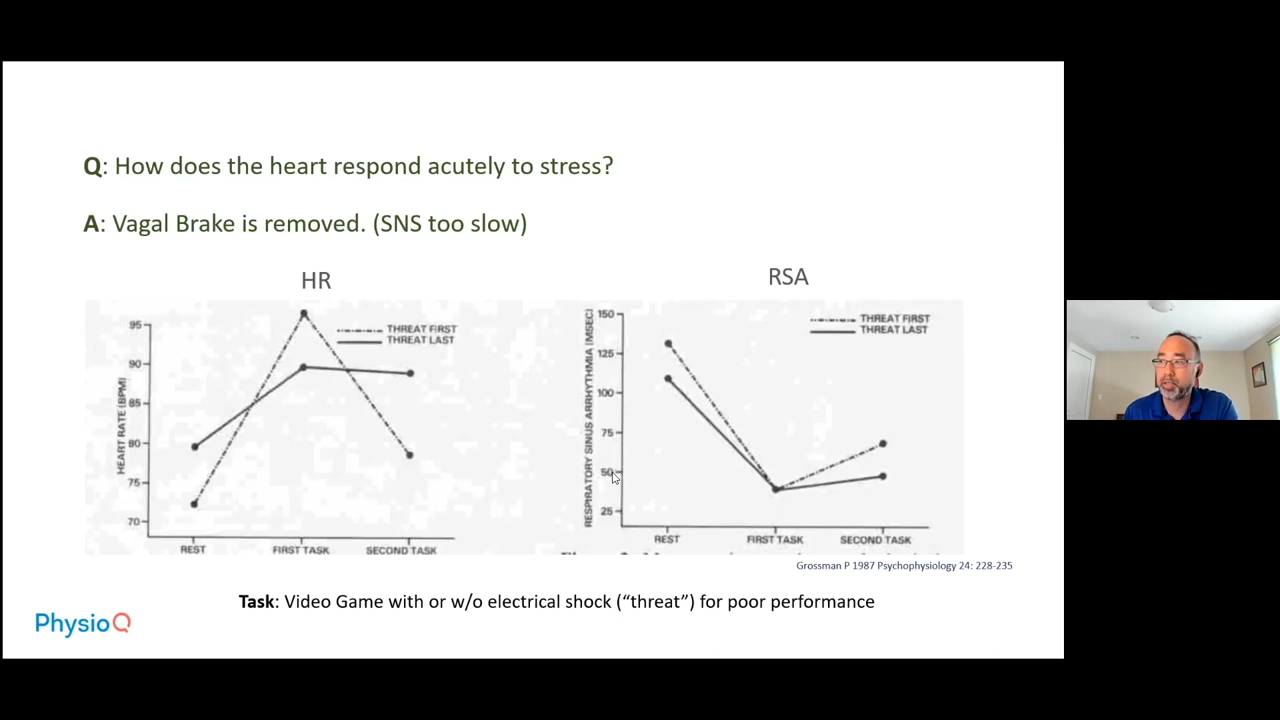 Q: How does the heart respond acutely to stress?
A: Vagal Brake is removed. (SNS too slow)
HR
THREAT FIRST
THREAT LAST
HEART RATE (BPM)
95
90
85
80
75
70
REST
FIRST TASK
SECOND TASK
RSA
THREAT FIRST
THREAT LAST
RESPIRATORY SINUS ARRHYTHMIA (MSEC)
150
125
100
75
50
25
REST
FIRST TASK
SECOND TASK
Grossman P 1987 Psychophysiology 24: 228-235
Task: Video Game with or w/o electrical shock (“threat”) for poor performance
PhysioQ